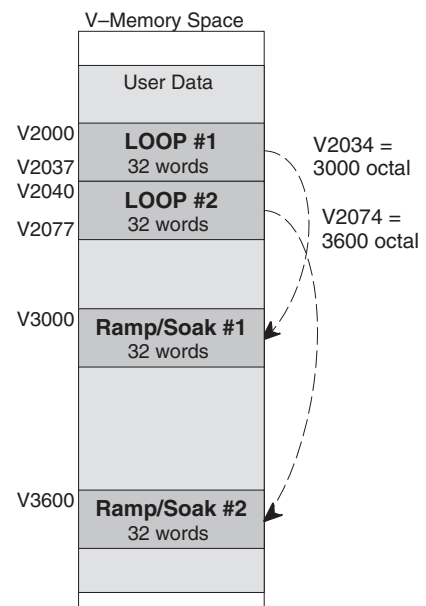 V–Memory Space
User Data
V2000
LOOP #1
V2037
32 words
V2034 =
3000 octal
V2040
LOOP #2
V2077
32 words
V2074 =
3600 octal
V3000
Ramp/Soak #1
32 words
V3600
Ramp/Soak #2
32 words